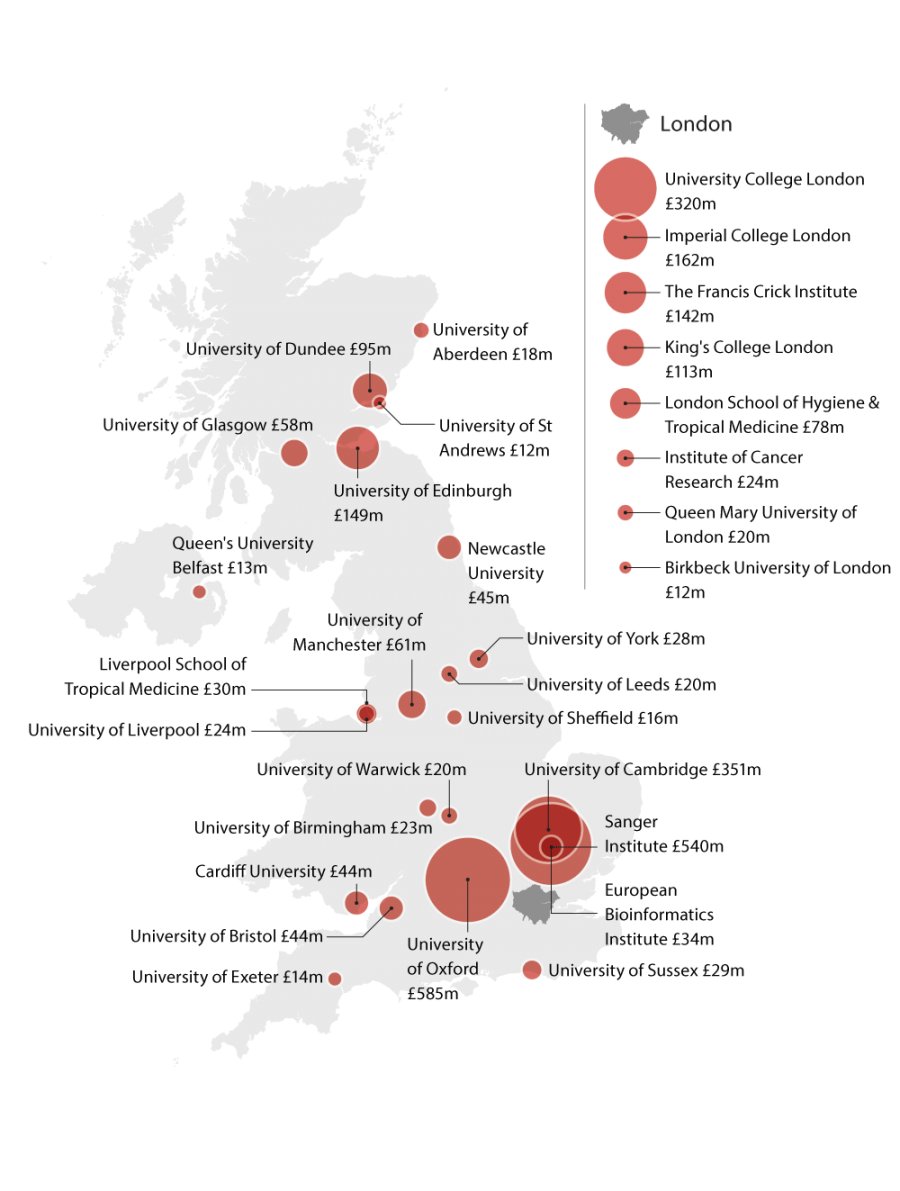 London
University College London
£320m
Imperial College London
£162m
The Francis Crick Institute
£142m
King's College London
£113m
London School of Hygiene &
Tropical Medicine £78m
Institute of Cancer
Research £24m
Queen Mary University of
London £20m
Birkbeck University of London
£12m
University of
Aberdeen £18m
University of Dundee £95m
University of St
Andrews £12m
University of Glasgow £58m
University of Edinburgh
£149m
Queen's University
Belfast £13m
Newcastle
University
£45m
University of
Manchester £61m
University of York £28m
Liverpool School of
Tropical Medicine £30m
University of Leeds £20m
University of Liverpool £24m
University of Sheffield £16m
University of Warwick £20m
University of Cambridge £351m
University of Birmingham £23m
Sanger
Institute £540m
Cardiff University £44m
European
Bioinformatics
Institute £34m
University of Bristol £44m
University
of Oxford
£585m
University of Exeter £14m
University of Sussex £29m